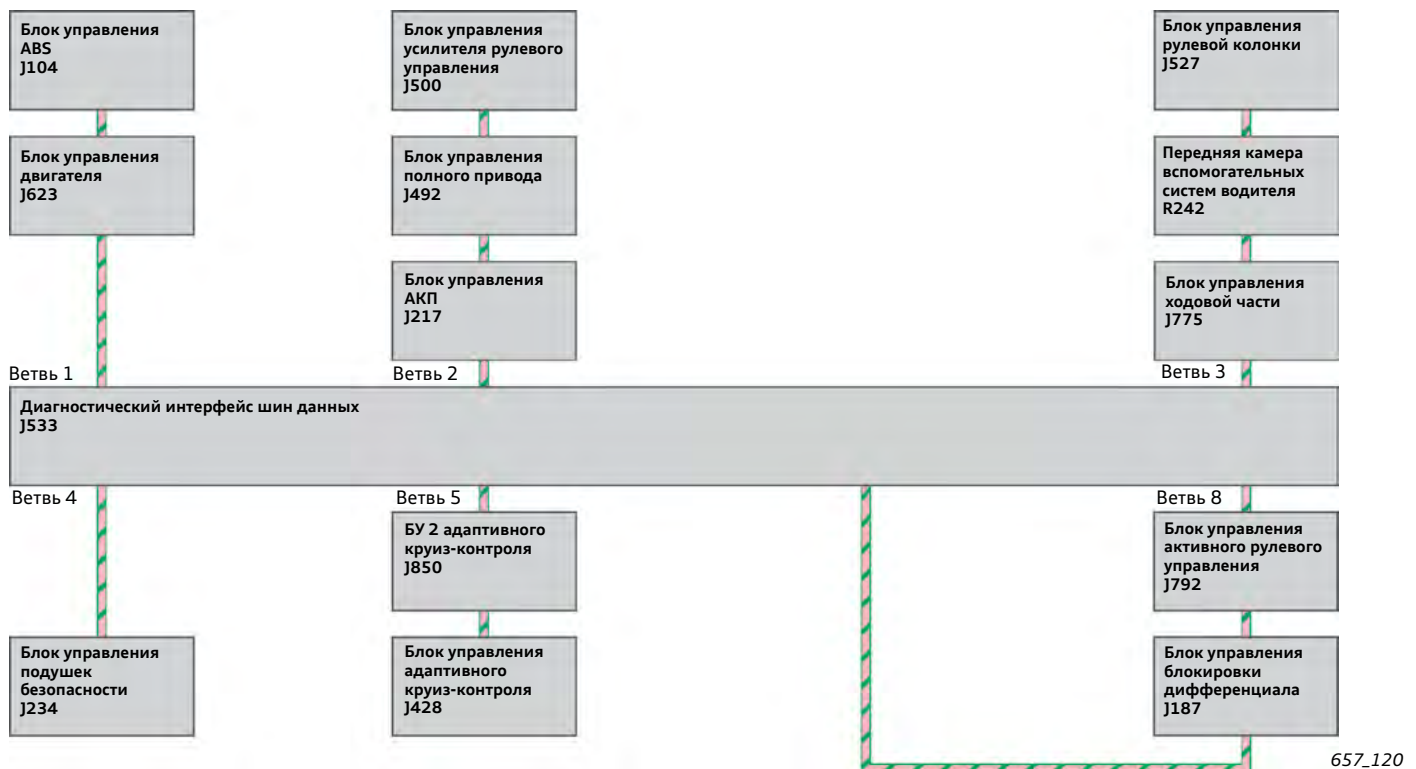 Блок управления
ABS
J104
Блок управления
усилителя рулевого
управления
J500
Блок управления
рулевой колонки
J527
Блок управления
двигателя
J623
Блок управления
полного привода
J492
Передняя камера
вспомогательных
систем водителя
R242
Блок управления
АКП
J217
Блок управления
ходовой части
J775
Ветвь 1
Ветвь 2
Ветвь 3
Диагностический интерфейс шин данных
J533
Ветвь 4
Ветвь 5
Ветвь 8
БУ 2 адаптивного
круиз-контроля
J850
Блок управления
активного рулевого
управления
J792
Блок управления
подушек
безопасности
J234
Блок управления
адаптивного
круиз-контроля
J428
Блок управления
блокировки
дифференциала
J187
657_120